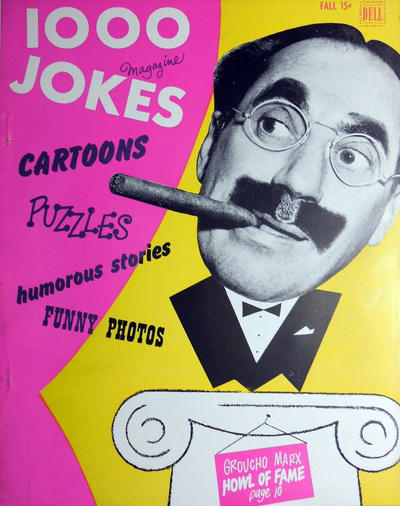 FALL 15¢
DELL
1000
JOKES
magazine
CARTOONS
PUZZLES
humorous stories
FUNNY PHOTOS
GROUCHO MARX
HOWL OF FAME
page 10